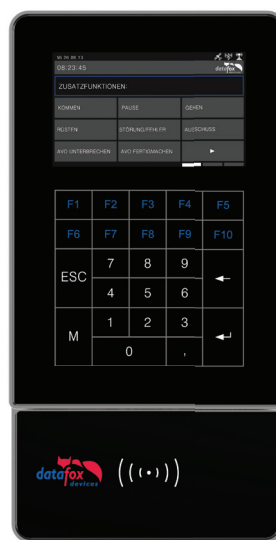 08:23:45
datafox
ZUSATZFUNKTIONEN:
KOMMEN PAUSE GEHEN
RÜSTEN STÖRUNG/FEHLER AUSSCHUSS
AVO UNTERBRECHEN AVO FERTIGMACHEN
F1 F2 F3 F4 F5
F6 F7 F8 F9 F10
ESC 7 8 9
4 5 6
M 1 2 3
0 ,
datafox
devices